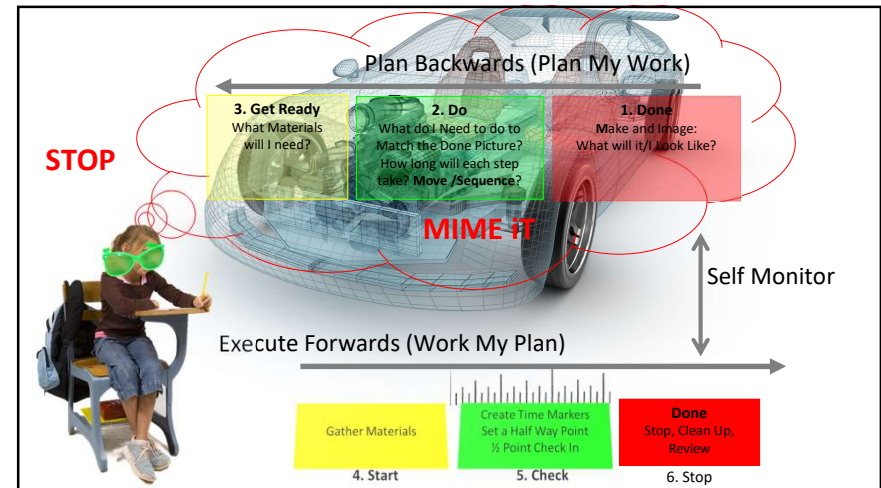 Plan Backwards (Plan My Work)
3. Get Ready
What Materials
will I need?
2. Do
What do I Need to do to
Match the Done Picture?
How long will each step
take? Move /Sequence?
1. Done
Make and Image:
What will it/I Look Like?
STOP
MIME iT
Self Monitor
Execute Forwards (Work My Plan)
Gather Materials
4. Start
Create Time Markers
Set a Half Way Point
½ Point Check In
5. Check
Done
Stop, Clean Up,
Review
6. Stop